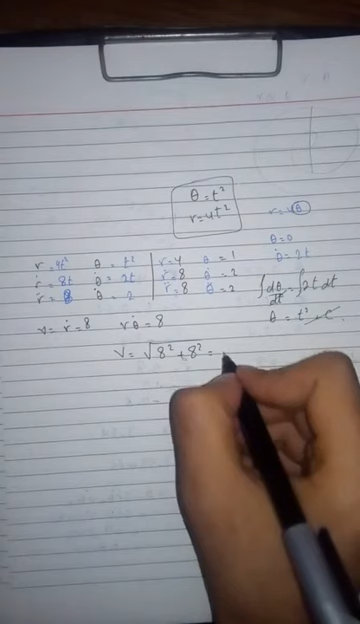 θ = t²
r = 4t²
r = 4θ
θ = 0
θ̇ = 2t
∫ dθ/dt = ∫ 2t dt
θ = t² + C
r = 4t² θ = t² r = 4 θ = 1
ṙ = 8t θ̇ = 2t ṙ = 8 θ̇ = 2
r̈ = 8 θ̈ = 2 r̈ = 8 θ̈ = 2
v = ṙ = 8 rθ̇ = 8
V = √8² + 8² =